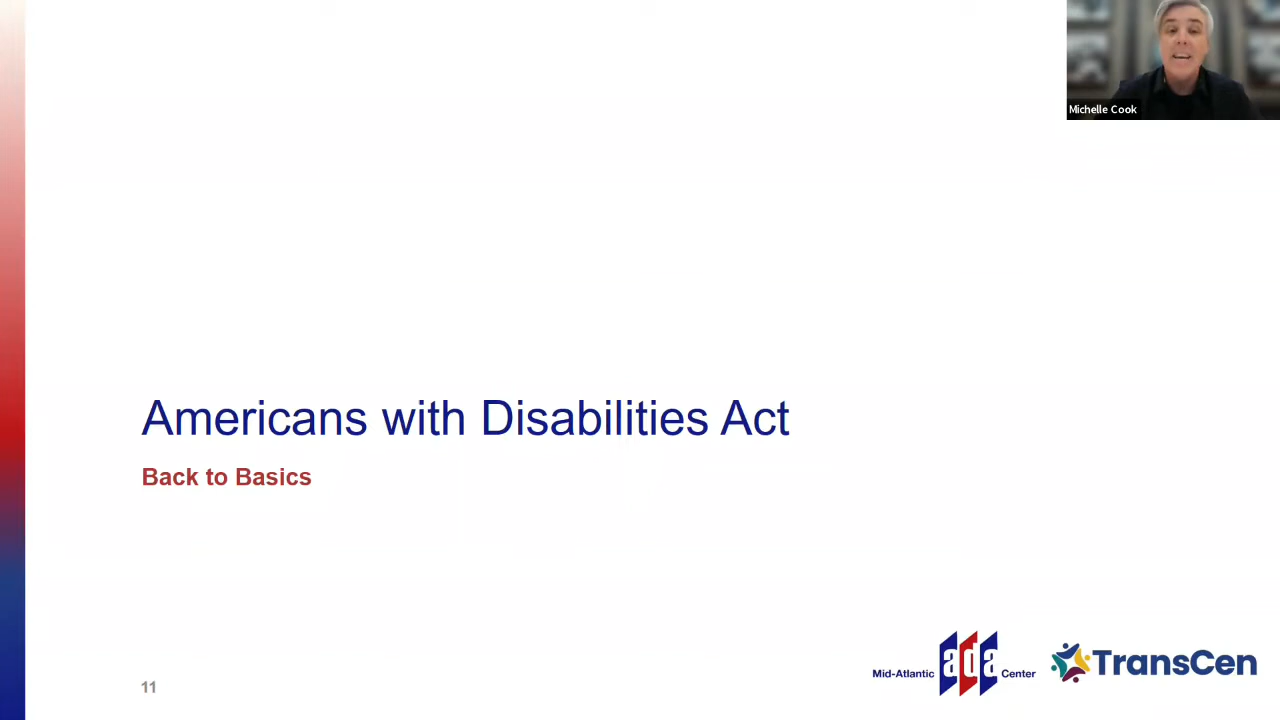 Michelle Cook
Americans with Disabilities Act
Back to Basics
11
Mid-Atlantic ada Center
TransCen